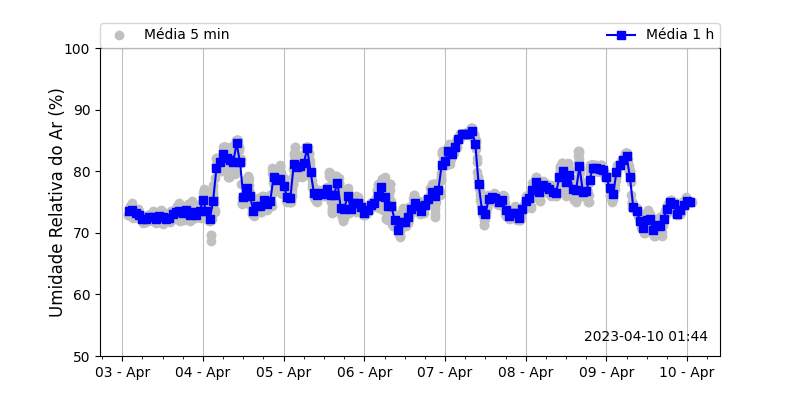 Média 5 min
Média 1 h
Umidade Relativa do Ar (%)
100
90
80
70
60
50
2023-04-10 01:44
03 - Apr
04 - Apr
05 - Apr
06 - Apr
07 - Apr
08 - Apr
09 - Apr
10 - Apr